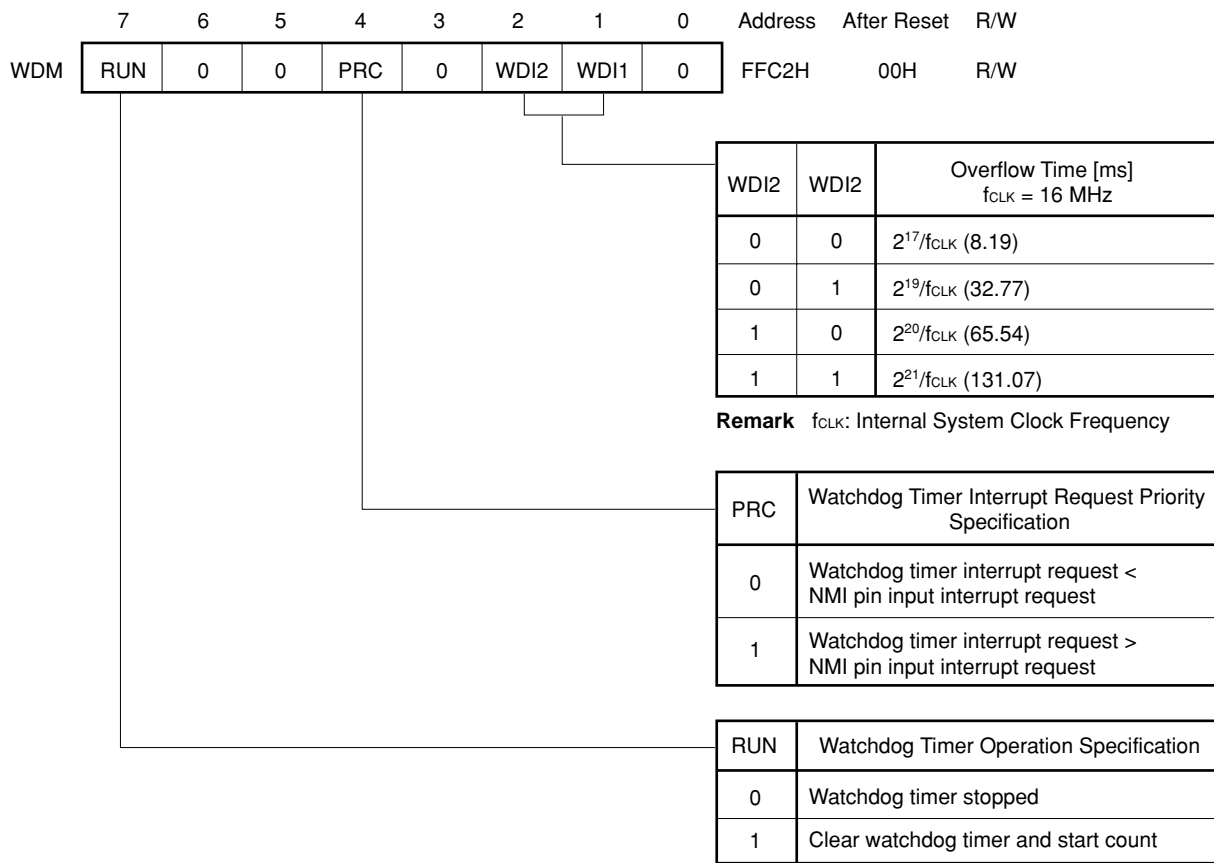 7 6 5 4 3 2 1 0 Address After Reset R/W
WDM RUN 0 0 PRC 0 WDI2 WDI1 0 FFC2H 00H R/W
WDI2 WDI2 Overflow Time [ms]
fCLK = 16 MHz
0 0 2¹⁷/fCLK (8.19)
0 1 2¹⁹/fCLK (32.77)
1 0 2²⁰/fCLK (65.54)
1 1 2²¹/fCLK (131.07)
Remark fCLK: Internal System Clock Frequency
PRC Watchdog Timer Interrupt Request Priority
Specification
0 Watchdog timer interrupt request <
NMI pin input interrupt request
1 Watchdog timer interrupt request >
NMI pin input interrupt request
RUN Watchdog Timer Operation Specification
0 Watchdog timer stopped
1 Clear watchdog timer and start count